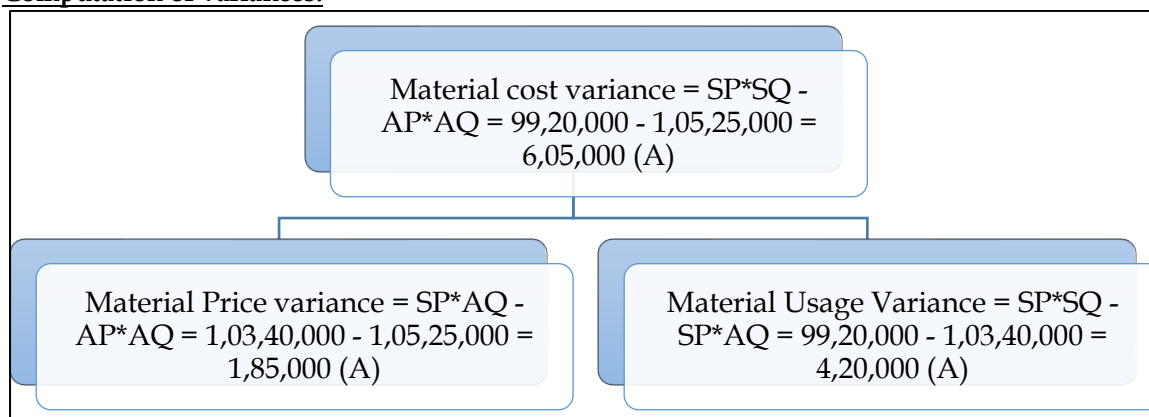 Material cost variance = SP*SQ -
AP*AQ = 99,20,000 - 1,05,25,000 =
6,05,000 (A)
Material Price variance = SP*AQ -
AP*AQ = 1,03,40,000 - 1,05,25,000 =
1,85,000 (A)
Material Usage Variance = SP*SQ -
SP*AQ = 99,20,000 - 1,03,40,000 =
4,20,000 (A)